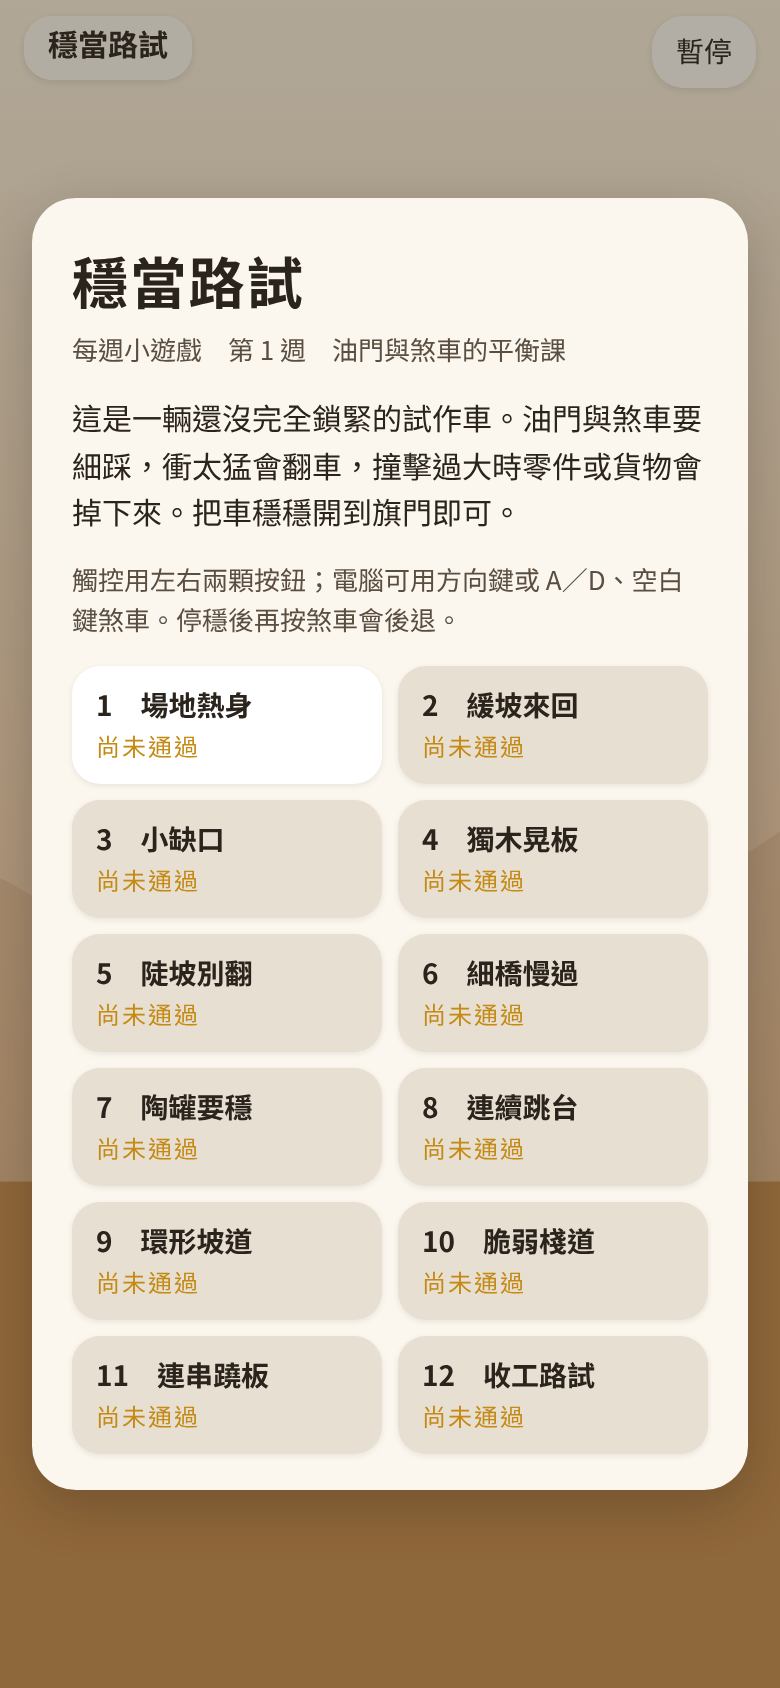 穩當路試
暫停
穩當路試
每週小遊戲　第 1 週　油門與煞車的平衡課
這是一輛還沒完全鎖緊的試作車。油門與煞車要
細踩，衝太猛會翻車，撞擊過大時零件或貨物會
掉下來。把車穩穩開到旗門即可。
觸控用左右兩顆按鈕；電腦可用方向鍵或 A／D、空白
鍵煞車。停穩後再按煞車會後退。
1　場地熱身
尚未通過
2　緩坡來回
尚未通過
3　小缺口
尚未通過
4　獨木晃板
尚未通過
5　陡坡別翻
尚未通過
6　細橋慢過
尚未通過
7　陶罐要穩
尚未通過
8　連續跳台
尚未通過
9　環形坡道
尚未通過
10　脆弱棧道
尚未通過
11　連串蹺板
尚未通過
12　收工路試
尚未通過